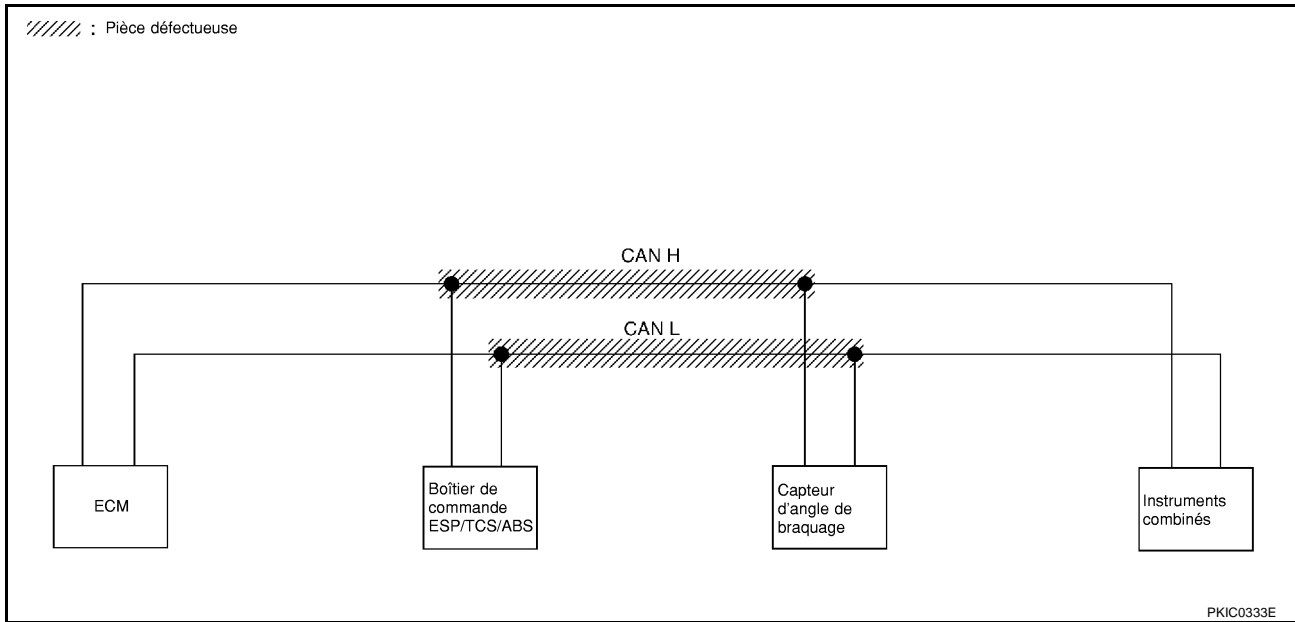 : Pièce défectueuse
CAN H
CAN L
ECM
Boîtier de
commande
ESP/TCS/ABS
Capteur
d'angle de
braquage
Instruments
combinés
PKIC0333E